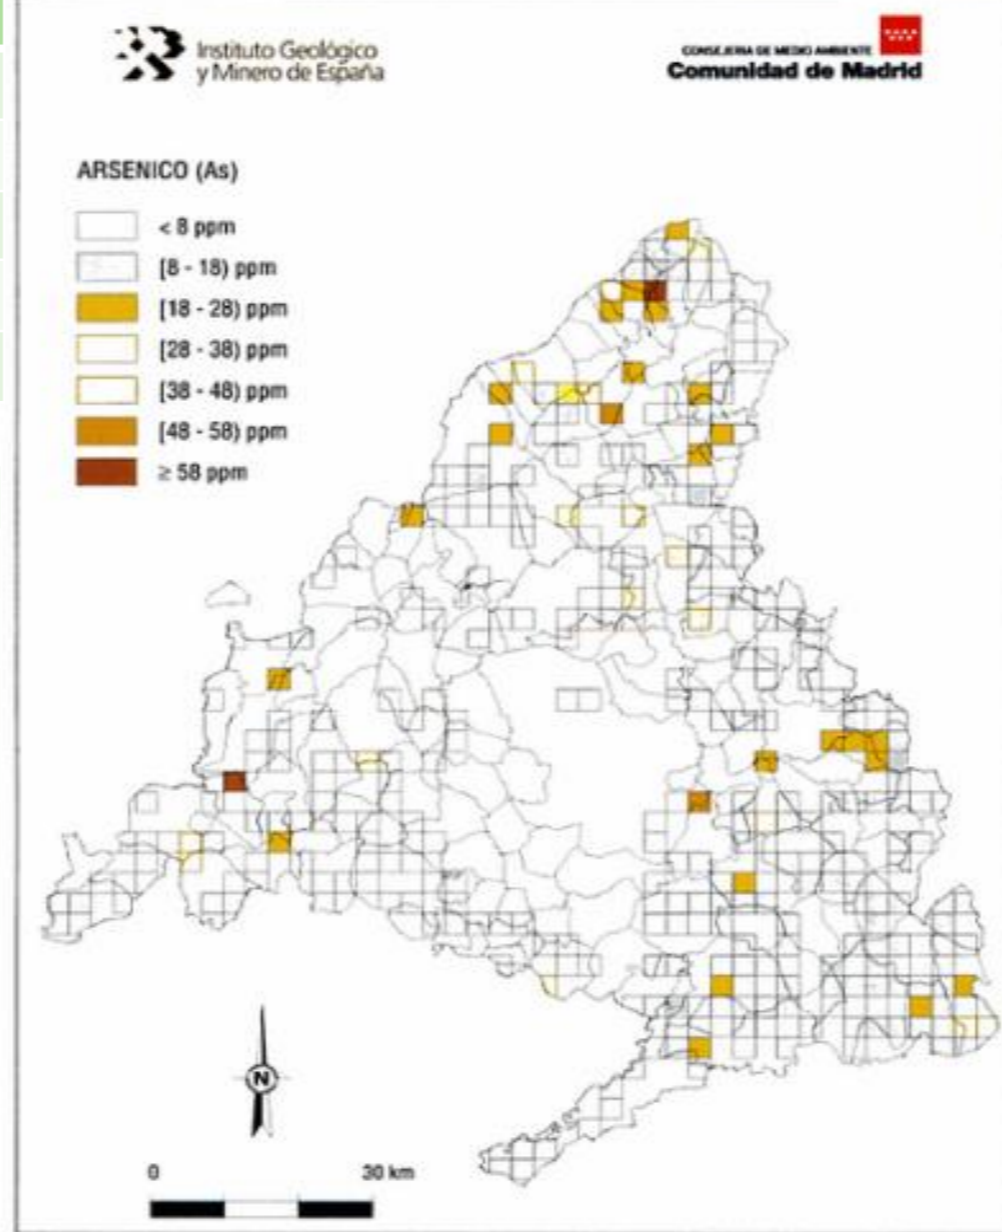 Instituto Geológico
y Minero de España
CONSEJERIA DE MEDIO AMBIENTE
Comunidad de Madrid
ARSENICO (As)
< 8 ppm
[8 - 18) ppm
[18 - 28) ppm
[28 - 38) ppm
[38 - 48) ppm
[48 - 58) ppm
≥ 58 ppm
N
0 30 km